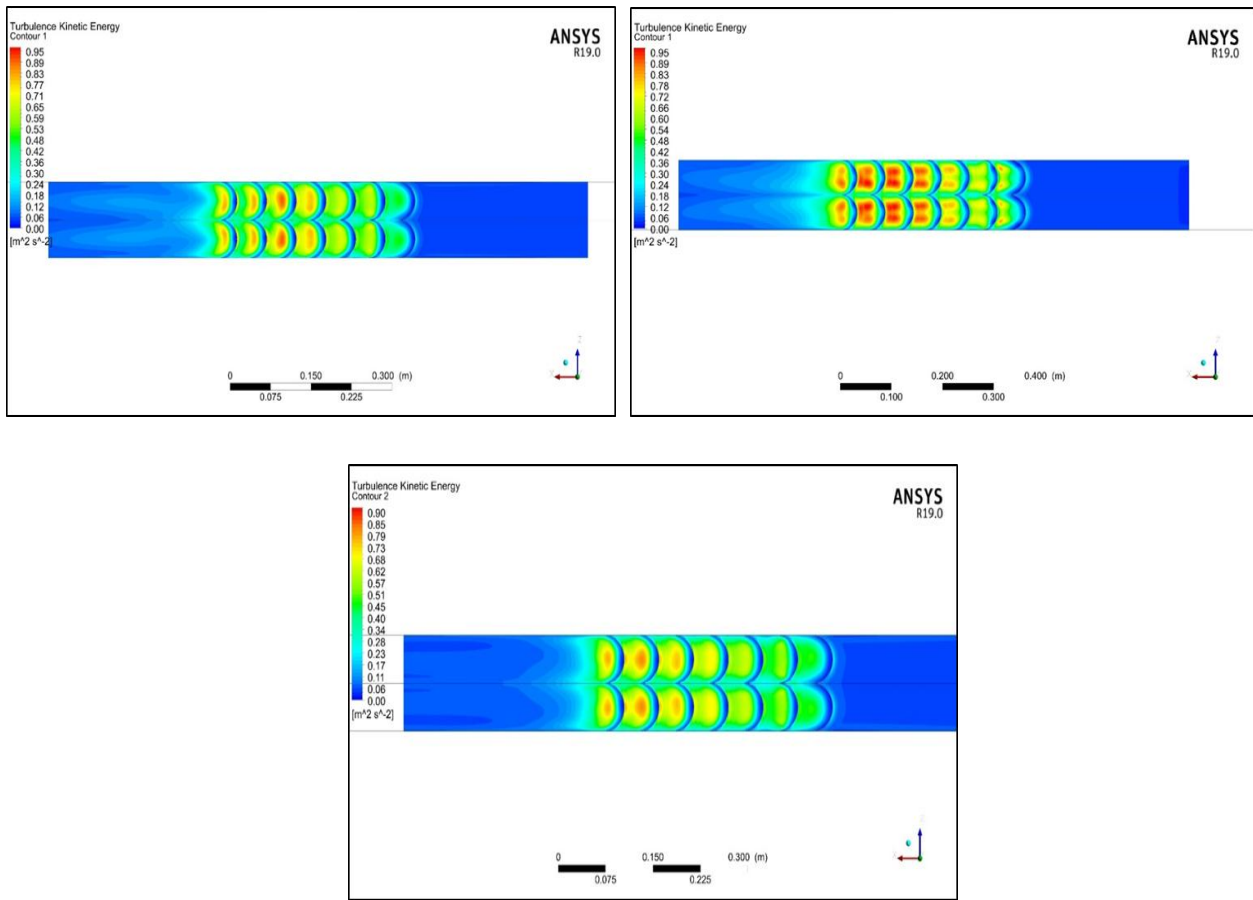 Turbulence Kinetic Energy
Contour 1
0.95
0.89
0.83
0.77
0.71
0.65
0.59
0.53
0.48
0.42
0.36
0.30
0.24
0.18
0.12
0.06
0.00
[m^2 s^-2]
ANSYS
R19.0
Z
0 0.150 0.300 (m)
0.075 0.225
Turbulence Kinetic Energy
Contour 1
0.95
0.89
0.83
0.78
0.72
0.66
0.60
0.54
0.48
0.42
0.36
0.30
0.24
0.18
0.12
0.06
0.00
[m^2 s^-2]
ANSYS
R19.0
X
0 0.200 0.400 (m)
0.100 0.300
Turbulence Kinetic Energy
Contour 2
0.90
0.85
0.79
0.73
0.68
0.62
0.57
0.51
0.45
0.40
0.34
0.28
0.23
0.17
0.11
0.06
0.00
[m^2 s^-2]
ANSYS
R19.0
0 0.150 0.300 (m)
0.075 0.225